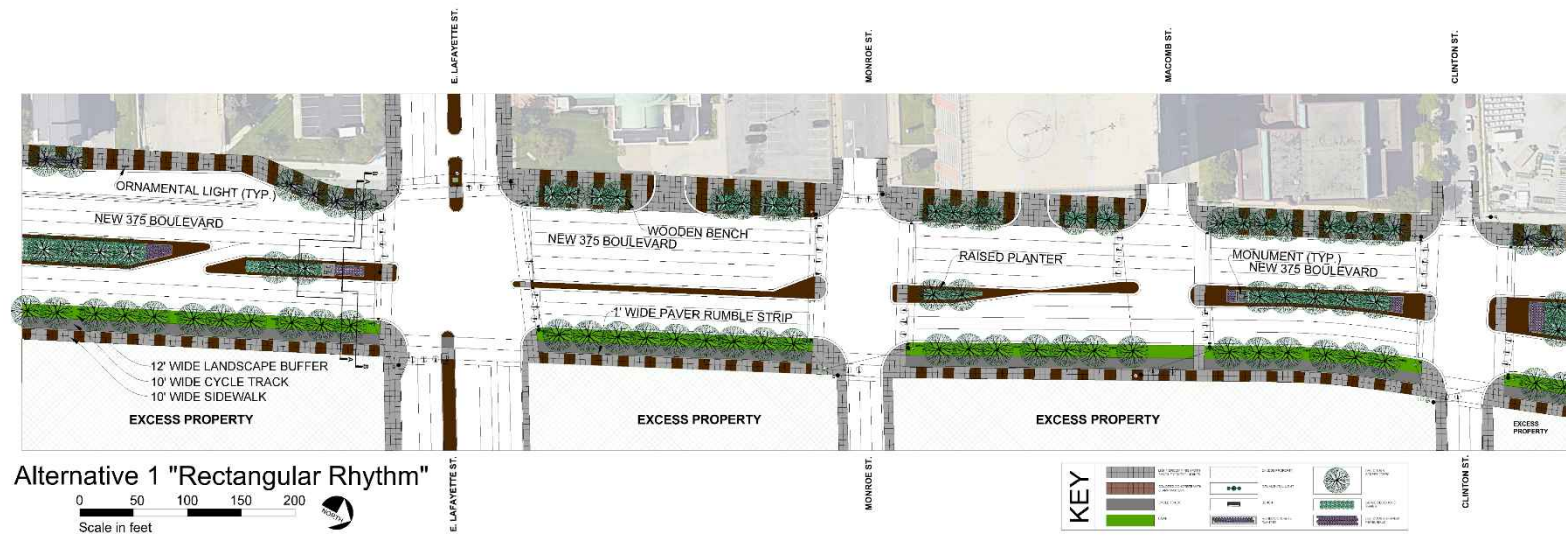 E. LAFAYETTE ST.
MONROE ST.
MACOMB ST.
CLINTON ST.
ORNAMENTAL LIGHT (TYP.)
NEW 375 BOULEVARD
WOODEN BENCH
NEW 375 BOULEVARD
RAISED PLANTER
MONUMENT (TYP.)
NEW 375 BOULEVARD
1' WIDE PAVER RUMBLE STRIP
12' WIDE LANDSCAPE BUFFER
10' WIDE CYCLE TRACK
10' WIDE SIDEWALK
EXCESS PROPERTY
EXCESS PROPERTY
EXCESS PROPERTY
EXCESS
PROPERTY
Alternative 1 "Rectangular Rhythm"
0 50 100 150 200
Scale in feet
NORTH
E. LAFAYETTE ST.
MONROE ST.
CLINTON ST.
KEY